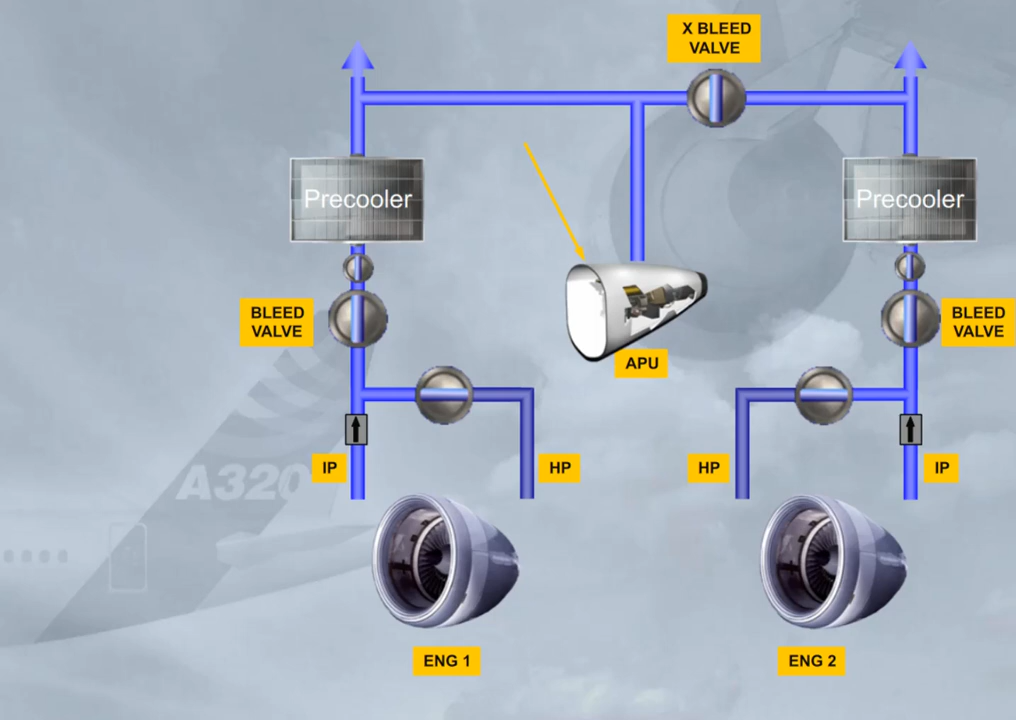 X BLEED
VALVE
Precooler
Precooler
BLEED
VALVE
BLEED
VALVE
APU
IP
HP
HP
IP
A320
ENG 1
ENG 2